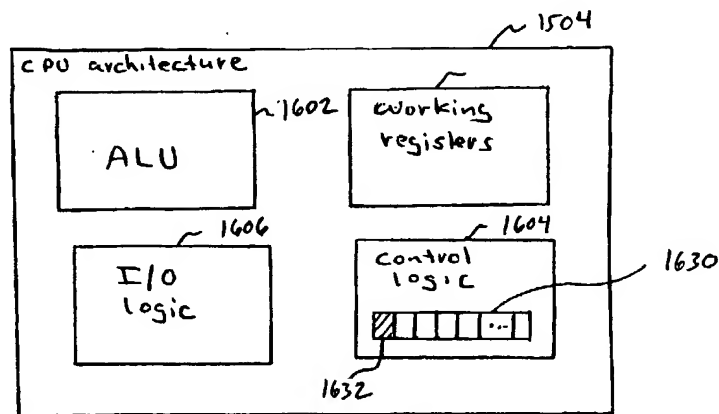 1504
CPU architecture
1602
ALU
working
registers
1606
I/O
logic
1604
control
logic
1630
...
1632